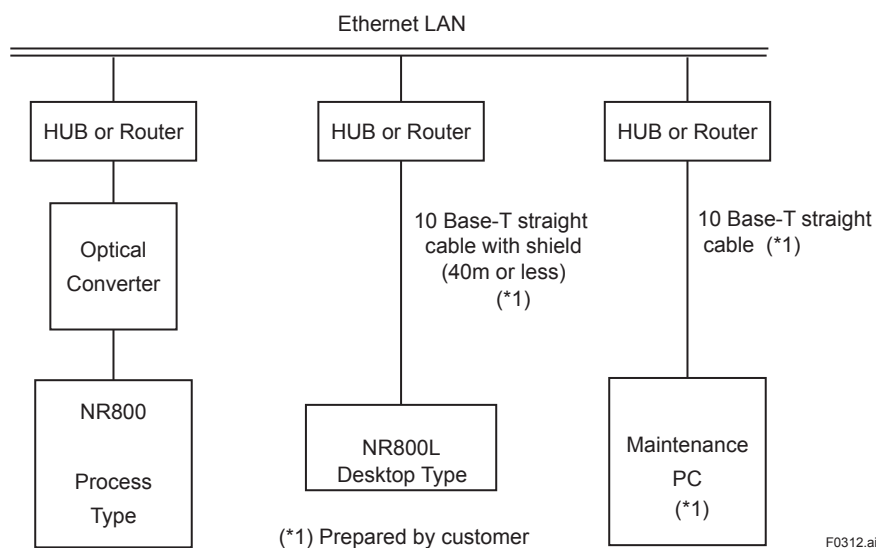 Ethernet LAN
HUB or Router
HUB or Router
HUB or Router
Optical
Converter
10 Base-T straight
cable with shield
(40m or less)
(*1)
10 Base-T straight
cable (*1)
NR800
Process
Type
NR800L
Desktop Type
Maintenance
PC
(*1)
(*1) Prepared by customer
F0312.ai